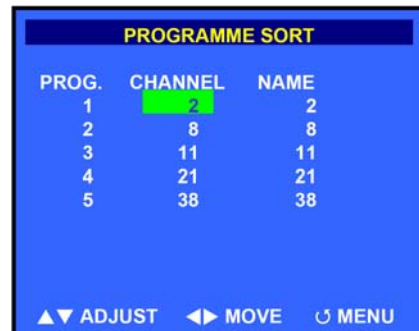 PROGRAMME SORT
PROG. CHANNEL NAME
1 2 2
2 8 8
3 11 11
4 21 21
5 38 38
▲▼ ADJUST ◀▶ MOVE ↺ MENU